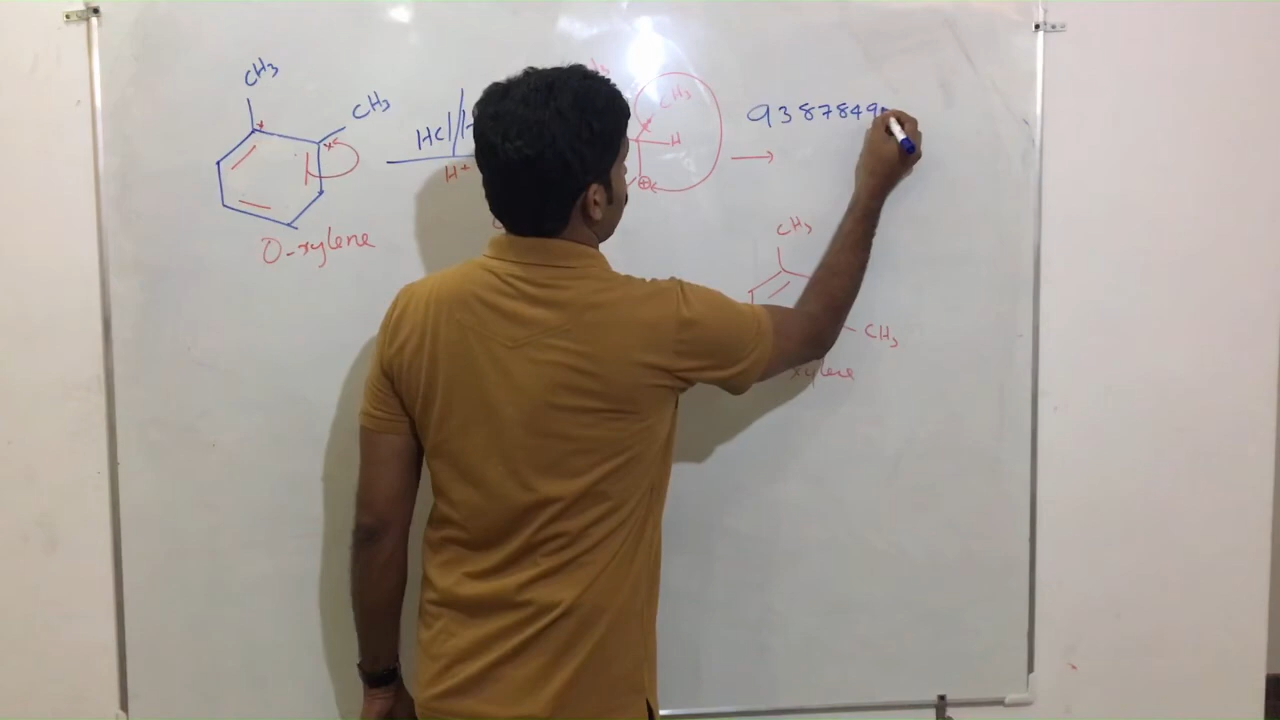 CH3
CH3
HCl/
H+
O-xylene
CH3
H
⊕
→
9387849
CH3
CH3
xylene